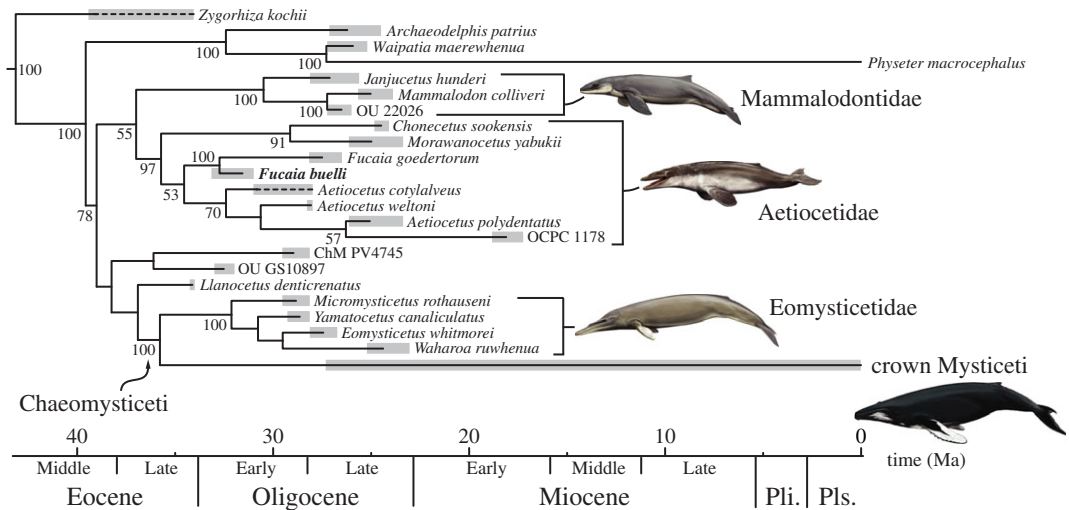 Zygorhiza kochii
Archaeodelphis patrius
100
Waipatia maerewhenua
100
100
Physeter macrocephalus
Janjucetus hunderi
100
Mammalodon colliveri
Mammalodontidae
100
OU 22026
100
55
Chonecetus sookensis
91
Morawanocetus yabukii
100
Fucaia goedertorum
97
Fucaia buelli
53
Aetiocetus cotylalveus
Aetiocetidae
70
Aetiocetus weltoni
78
Aetiocetus polydentatus
57
OCPC 1178
ChM PV4745
OU GS10897
Llanocetus denticrenatus
Micromysticetus rothauseni
Eomysticetidae
100
Yamatocetus canaliculatus
Eomysticetus whitmorei
100
Waharoa ruwhenua
crown Mysticeti
Chaeomysticeti
40 30 20 10 0
time (Ma)
Middle Late Early Late Early Middle Late
Eocene Oligocene Miocene Pli. Pls.